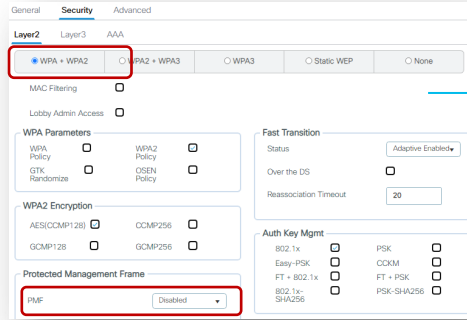 General Security Advanced
Layer2 Layer3 AAA
WPA + WPA2 WPA2 + WPA3 WPA3 Static WEP None
MAC Filtering
Lobby Admin Access
WPA Parameters
WPA Policy WPA2 Policy
GTK Randomize OSEN Policy
WPA2 Encryption
AES(CCMP128) CCMP256
GCMP128 GCMP256
Protected Management Frame
PMF Disabled
Fast Transition
Status Adaptive Enabled
Over the DS
Reassociation Timeout 20
Auth Key Mgmt
802.1x PSK
Easy-PSK CCKM
FT + 802.1x FT + PSK
802.1x-SHA256 PSK-SHA256